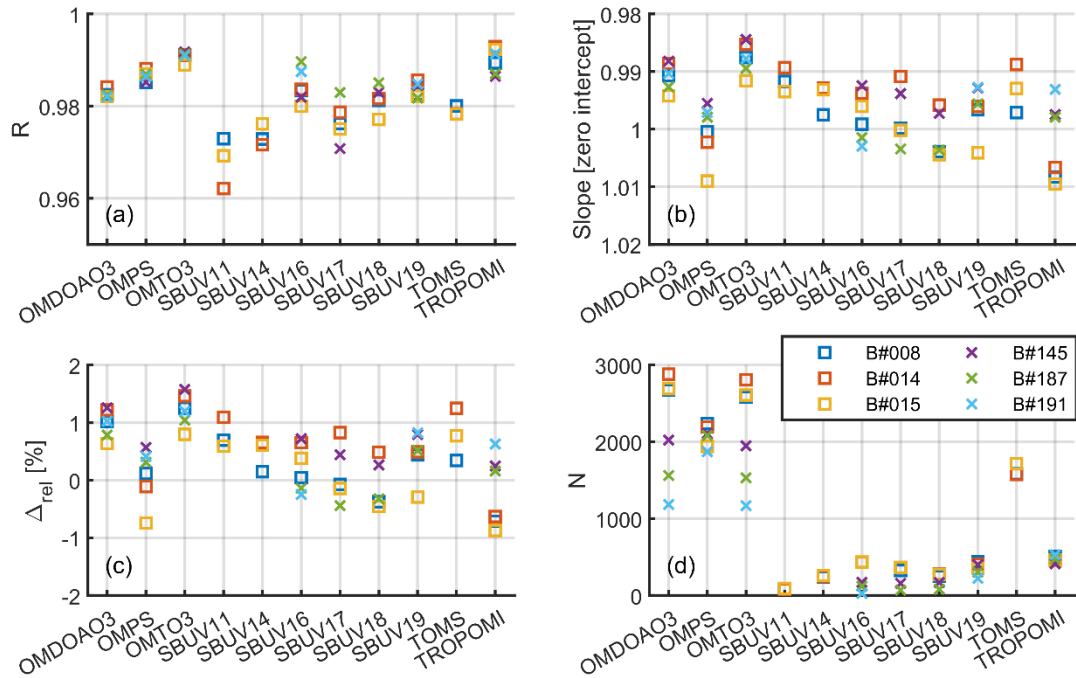 1
0.98
0.96
R
(a)
OMDOAO3
OMPS
OMTO3
SBUV11
SBUV14
SBUV16
SBUV17
SBUV18
SBUV19
TOMS
TROPOMI
0.98
0.99
1
1.01
1.02
Slope [zero intercept]
(b)
OMDOAO3
OMPS
OMTO3
SBUV11
SBUV14
SBUV16
SBUV17
SBUV18
SBUV19
TOMS
TROPOMI
2
1
0
-1
-2
Δrel [%]
(c)
OMDOAO3
OMPS
OMTO3
SBUV11
SBUV14
SBUV16
SBUV17
SBUV18
SBUV19
TOMS
TROPOMI
B#008 B#145
B#014 B#187
B#015 B#191
3000
2000
1000
0
N
(d)
OMDOAO3
OMPS
OMTO3
SBUV11
SBUV14
SBUV16
SBUV17
SBUV18
SBUV19
TOMS
TROPOMI